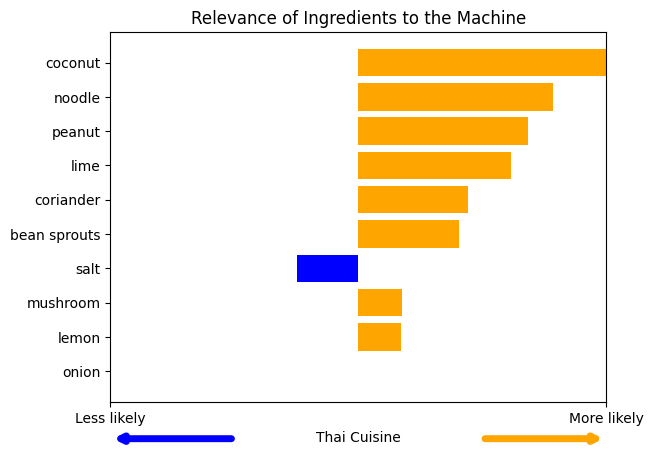 Relevance of Ingredients to the Machine
coconut
noodle
peanut
lime
coriander
bean sprouts
salt
mushroom
lemon
onion
Less likely
More likely
Thai Cuisine